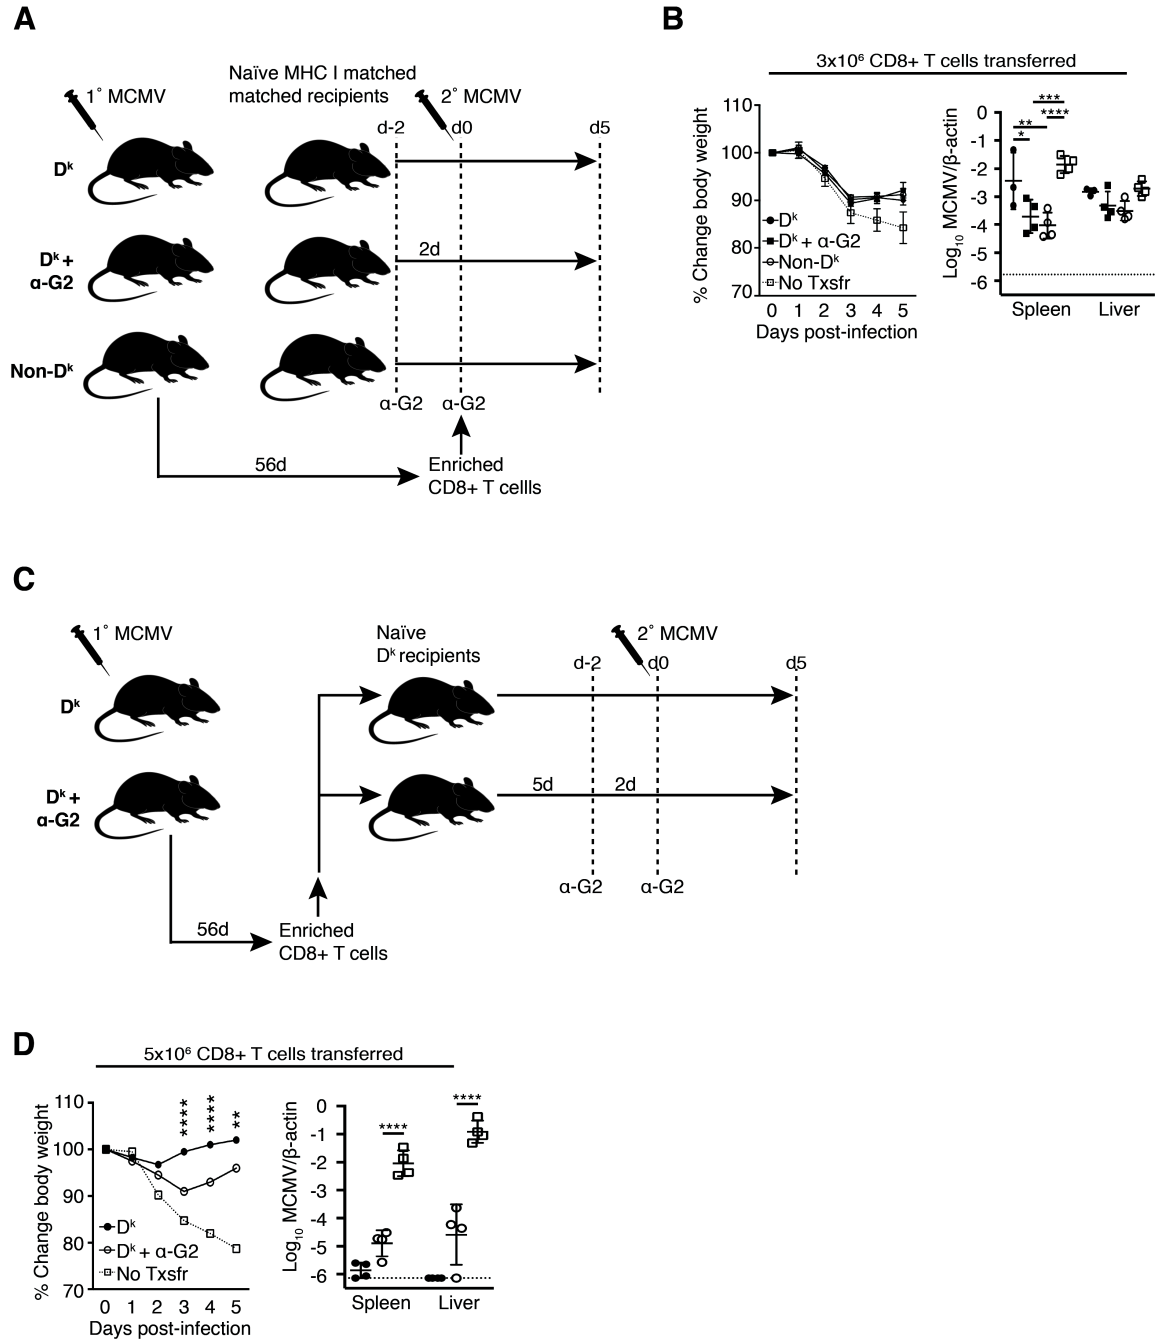 A
1° MCMV
Naïve MHC I matched
matched recipients
2° MCMV
d-2
d0
d5
Dᵏ
Dᵏ +
α-G2
2d
Non-Dᵏ
α-G2
α-G2
56d
Enriched
CD8+ T cellls
B
3x10⁶ CD8+ T cells transferred
% Change body weight
110
100
90
80
70
Dᵏ
Dᵏ + α-G2
Non-Dᵏ
No Txsfr
0 1 2 3 4 5
Days post-infection
Log₁₀ MCMV/β-actin
0
-1
-2
-3
-4
-5
-6
***
****
**
*
Spleen
Liver
C
1° MCMV
Naïve
Dᵏ recipients
2° MCMV
d-2
d0
d5
Dᵏ
Dᵏ +
α-G2
5d
2d
α-G2
α-G2
56d
Enriched
CD8+ T cells
D
5x10⁶ CD8+ T cells transferred
% Change body weight
110
100
90
80
70
****
****
**
Dᵏ
Dᵏ + α-G2
No Txsfr
0 1 2 3 4 5
Days post-infection
Log₁₀ MCMV/β-actin
0
-1
-2
-3
-4
-5
-6
****
****
Spleen
Liver